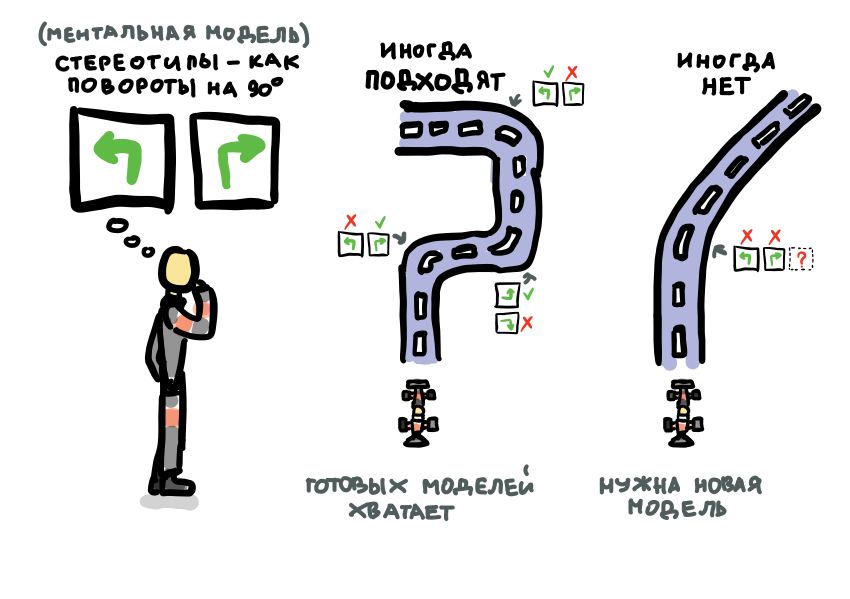 (МЕНТАЛЬНАЯ МОДЕЛЬ)
СТЕРЕОТИПЫ – КАК
ПОВОРОТЫ НА 90°
ИНОГДА
ПОДХОДЯТ
ИНОГДА
НЕТ
?
ГОТОВЫХ МОДЕЛЕЙ
ХВАТАЕТ
НУЖНА НОВАЯ
МОДЕЛЬ